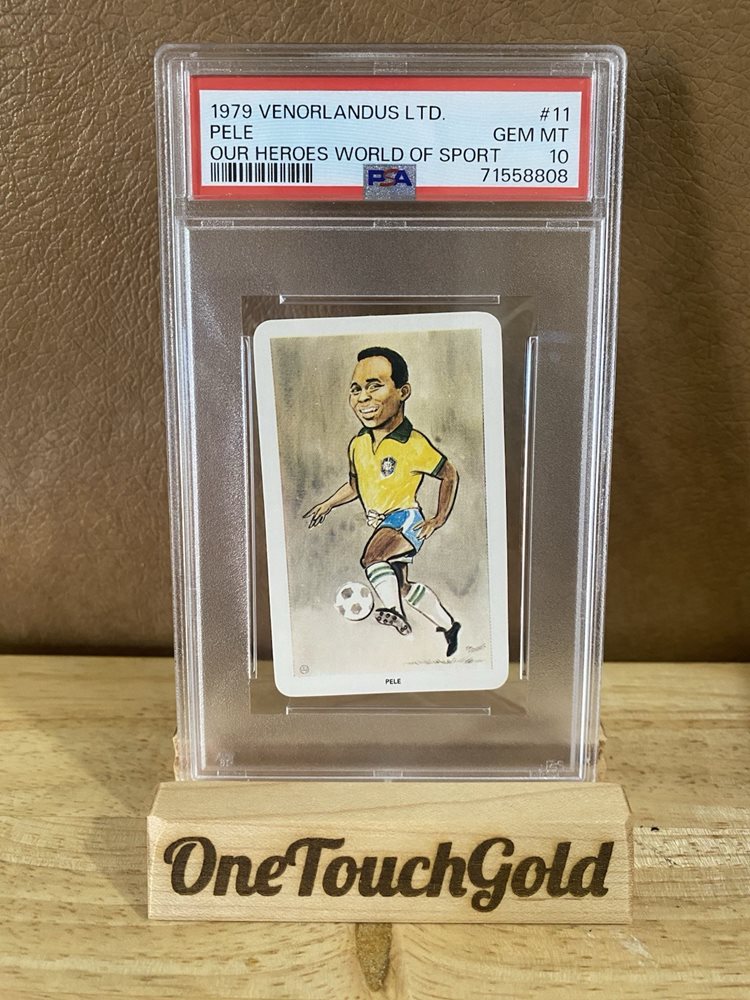 1979 VENORLANDUS LTD. #11
PELE GEM MT
OUR HEROES WORLD OF SPORT 10
PSA 71558808
PELE
OneTouchGold